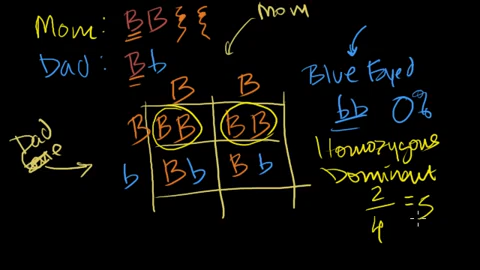 Mom: BB
Mom
Dad: Bb
B B
Blue Eyed
bb 0%
Dad
B BB BB
b Bb Bb
Homozygous
Dominant
2/4 = 5